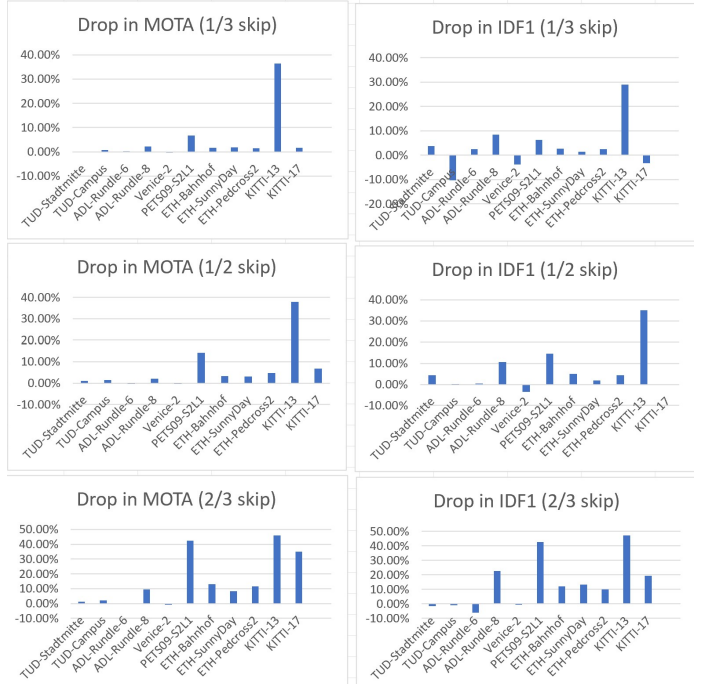 Drop in MOTA (1/3 skip)
40.00%
30.00%
20.00%
10.00%
0.00%
-10.00%
TUD-Stadtmitte
TUD-Campus
ADL-Rundle-6
ADL-Rundle-8
Venice-2
PETS09-S2L1
ETH-Bahnhof
ETH-SunnyDay
ETH-Pedcross2
KITTI-13
KITTI-17
Drop in IDF1 (1/3 skip)
40.00%
30.00%
20.00%
10.00%
0.00%
-10.00%
-20.00%
TUD-Stadtmitte
TUD-Campus
ADL-Rundle-6
ADL-Rundle-8
Venice-2
PETS09-S2L1
ETH-Bahnhof
ETH-SunnyDay
ETH-Pedcross2
KITTI-13
KITTI-17
Drop in MOTA (1/2 skip)
40.00%
30.00%
20.00%
10.00%
0.00%
-10.00%
TUD-Stadtmitte
TUD-Campus
ADL-Rundle-6
ADL-Rundle-8
Venice-2
PETS09-S2L1
ETH-Bahnhof
ETH-SunnyDay
ETH-Pedcross2
KITTI-13
KITTI-17
Drop in IDF1 (1/2 skip)
40.00%
30.00%
20.00%
10.00%
0.00%
-10.00%
TUD-Stadtmitte
TUD-Campus
ADL-Rundle-6
ADL-Rundle-8
Venice-2
PETS09-S2L1
ETH-Bahnhof
ETH-SunnyDay
ETH-Pedcross2
KITTI-13
KITTI-17
Drop in MOTA (2/3 skip)
50.00%
40.00%
30.00%
20.00%
10.00%
0.00%
-10.00%
TUD-Stadtmitte
TUD-Campus
ADL-Rundle-6
ADL-Rundle-8
Venice-2
PETS09-S2L1
ETH-Bahnhof
ETH-SunnyDay
ETH-Pedcross2
KITTI-13
KITTI-17
Drop in IDF1 (2/3 skip)
50.00%
40.00%
30.00%
20.00%
10.00%
0.00%
-10.00%
TUD-Stadtmitte
TUD-Campus
ADL-Rundle-6
ADL-Rundle-8
Venice-2
PETS09-S2L1
ETH-Bahnhof
ETH-SunnyDay
ETH-Pedcross2
KITTI-13
KITTI-17